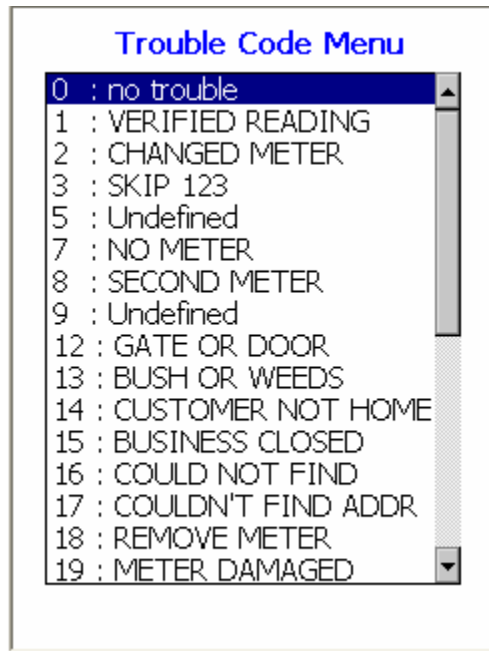 Trouble Code Menu
0 : no trouble
1 : VERIFIED READING
2 : CHANGED METER
3 : SKIP 123
5 : Undefined
7 : NO METER
8 : SECOND METER
9 : Undefined
12 : GATE OR DOOR
13 : BUSH OR WEEDS
14 : CUSTOMER NOT HOME
15 : BUSINESS CLOSED
16 : COULD NOT FIND
17 : COULDN'T FIND ADDR
18 : REMOVE METER
19 : METER DAMAGED